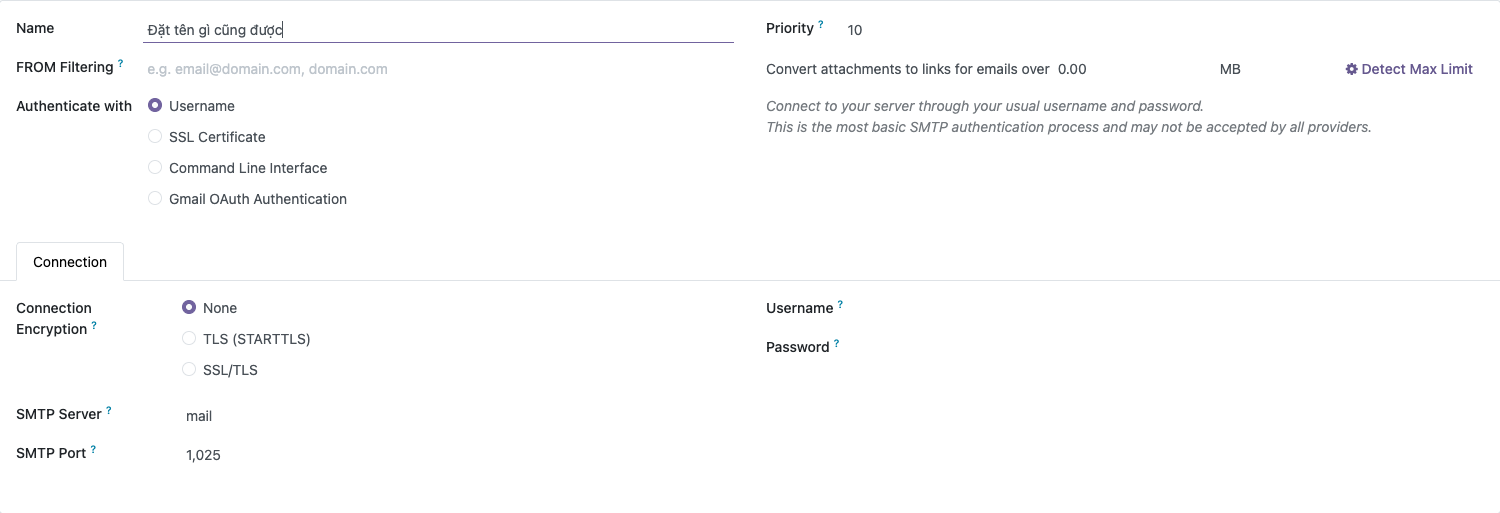 Name
Đặt tên gì cũng được
Priority ?
10
FROM Filtering ?
e.g. email@domain.com, domain.com
Convert attachments to links for emails over 0.00 MB
Detect Max Limit
Authenticate with
Username
SSL Certificate
Command Line Interface
Gmail OAuth Authentication
Connect to your server through your usual username and password.
This is the most basic SMTP authentication process and may not be accepted by all providers.
Connection
Connection
Encryption ?
None
TLS (STARTTLS)
SSL/TLS
SMTP Server ?
mail
SMTP Port ?
1,025
Username ?
Password ?